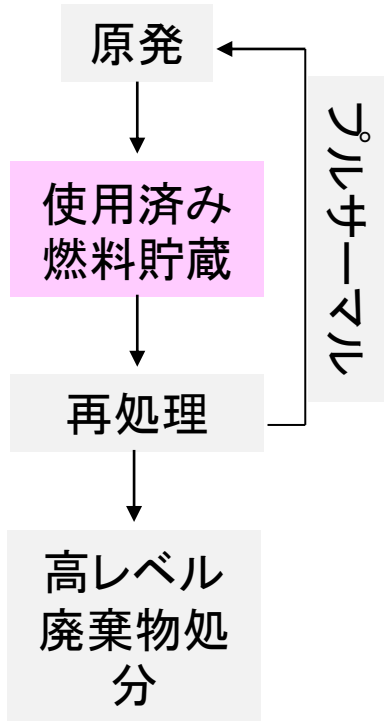 原発
使用済み
燃料貯蔵
再処理
高レベル
廃棄物処
分
プルサーマル